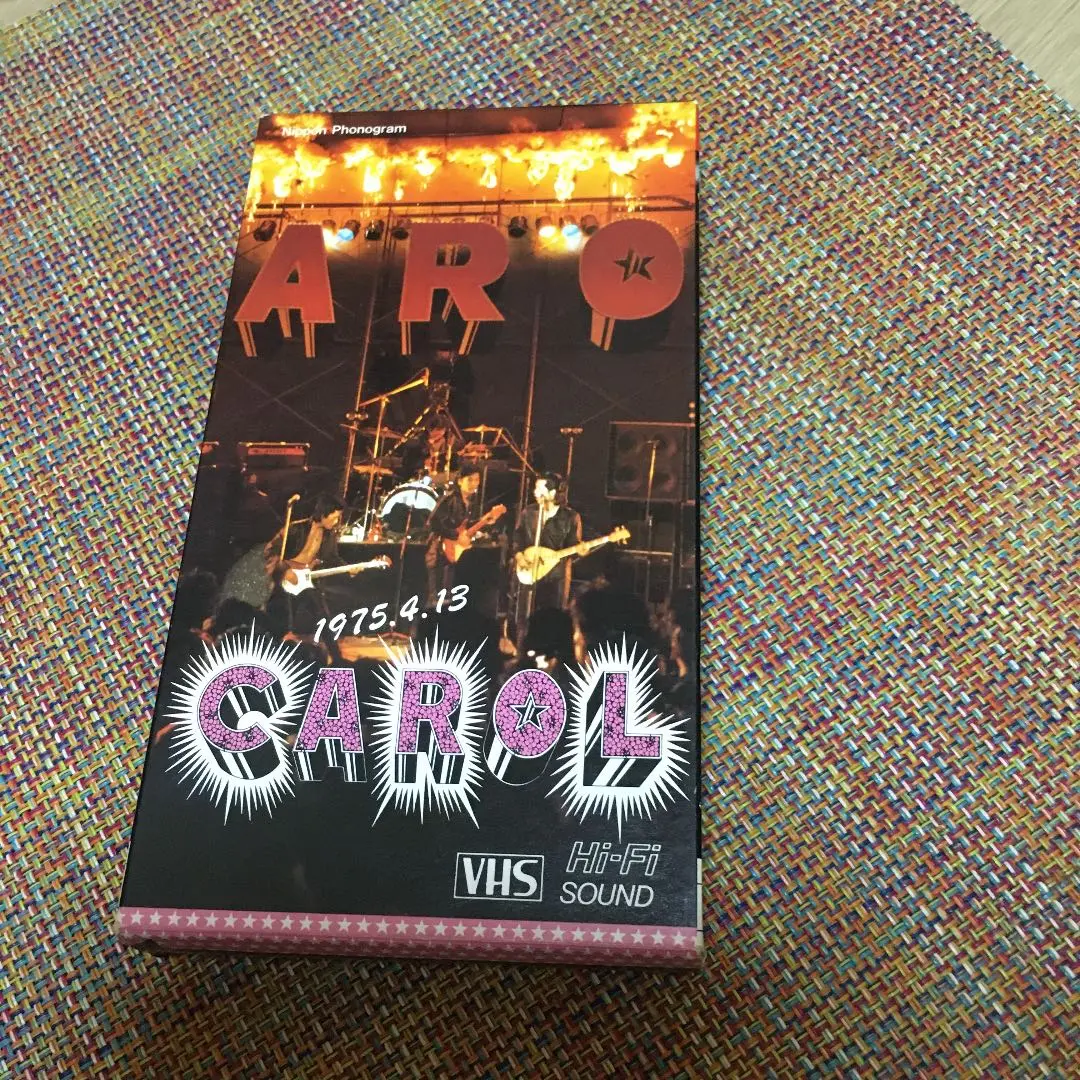 Nippon Phonogram
ARO
1975.4.13
CAROL
VHS
Hi-Fi
SOUND